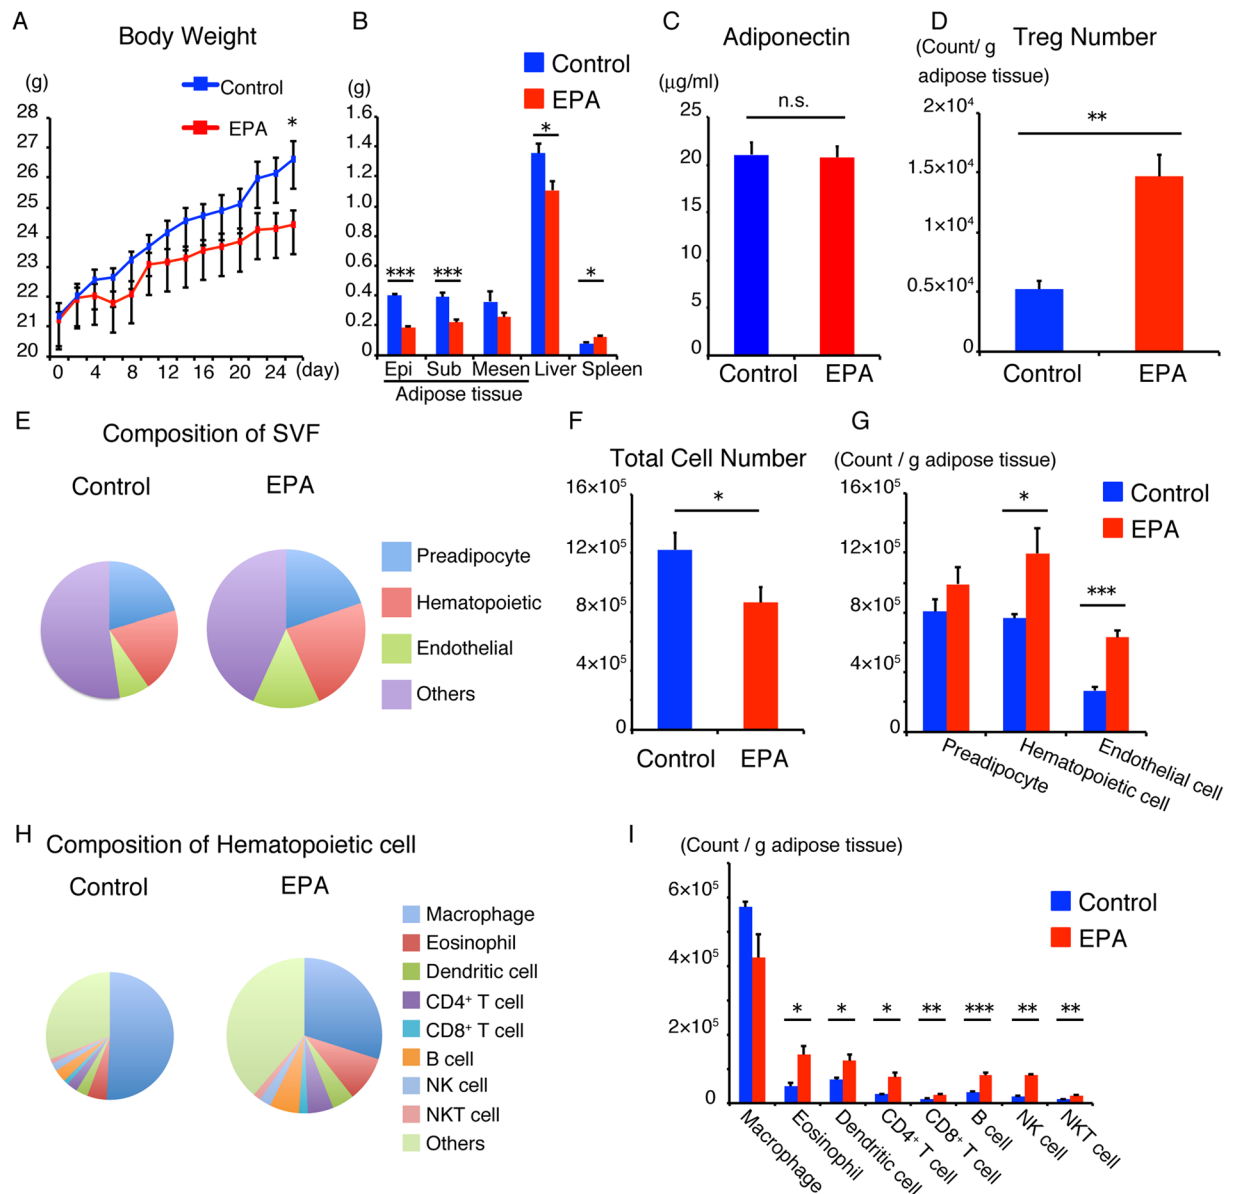 A
Body Weight
(g)
Control
EPA
*
28
27
26
25
24
23
22
21
20
0 4 8 12 16 20 24 (day)
B
Control
EPA
(g)
1.6
1.4
1.2
1.0
0.8
0.6
0.4
0.2
0
*** *** * *
Epi Sub Mesen Liver Spleen
Adipose tissue
C
Adiponectin
(μg/ml)
n.s.
25
20
15
10
5
0
Control EPA
D
Treg Number
(Count/ g
adipose tissue)
**
2×10⁴
1.5×10⁴
1×10⁴
0.5×10⁴
0
Control EPA
E
Composition of SVF
Control EPA
Preadipocyte
Hematopoietic
Endothelial
Others
F
Total Cell Number
*
16×10⁵
12×10⁵
8×10⁵
4×10⁵
0
Control EPA
G
(Count / g adipose tissue)
Control
EPA
* ***
16×10⁵
12×10⁵
8×10⁵
4×10⁵
0
Preadipocyte
Hematopoietic cell
Endothelial cell
H
Composition of Hematopoietic cell
Control EPA
Macrophage
Eosinophil
Dendritic cell
CD4⁺ T cell
CD8⁺ T cell
B cell
NK cell
NKT cell
Others
I
(Count / g adipose tissue)
Control
EPA
6×10⁵
4×10⁵
2×10⁵
0
* * * ** *** ** **
Macrophage
Eosinophil
Dendritic cell
CD4⁺ T cell
CD8⁺ T cell
B cell
NK cell
NKT cell